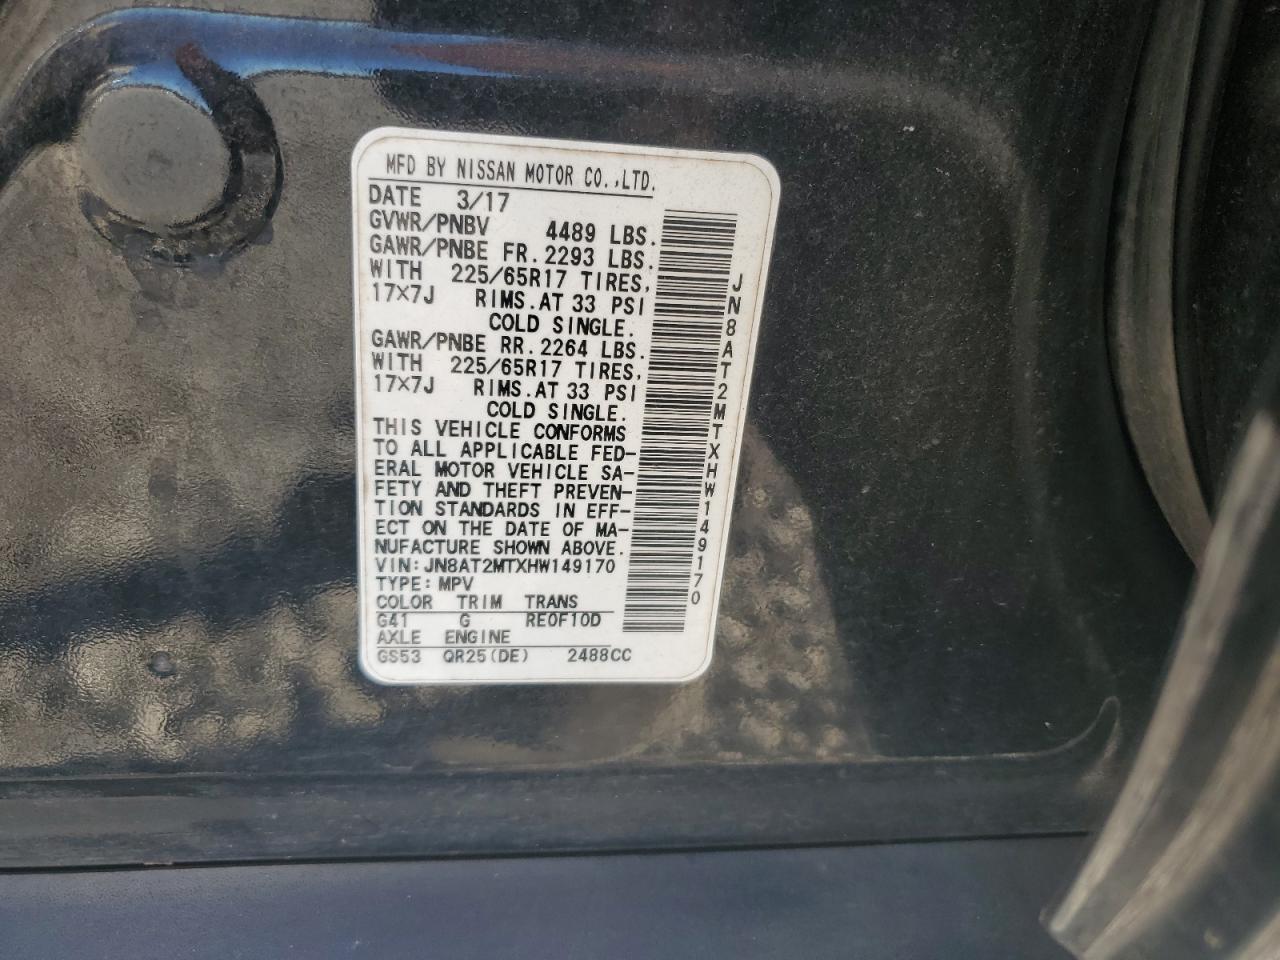 MFD BY NISSAN MOTOR CO.,LTD.
DATE 3/17
GVWR/PNBV 4489 LBS.
GAWR/PNBE FR. 2293 LBS.
WITH 225/65R17 TIRES,
17×7J RIMS.AT 33 PSI
COLD SINGLE.
GAWR/PNBE RR. 2264 LBS.
WITH 225/65R17 TIRES,
17×7J RIMS.AT 33 PSI
COLD SINGLE.
THIS VEHICLE CONFORMS
TO ALL APPLICABLE FED-
ERAL MOTOR VEHICLE SA-
FETY AND THEFT PREVEN-
TION STANDARDS IN EFF-
ECT ON THE DATE OF MA-
NUFACTURE SHOWN ABOVE.
VIN:JN8AT2MTXHW149170
TYPE:MPV
COLOR TRIM TRANS
G41 G RE0F10D
AXLE ENGINE
GS53 QR25(DE) 2488CC
JN8AT2MTXHW149170